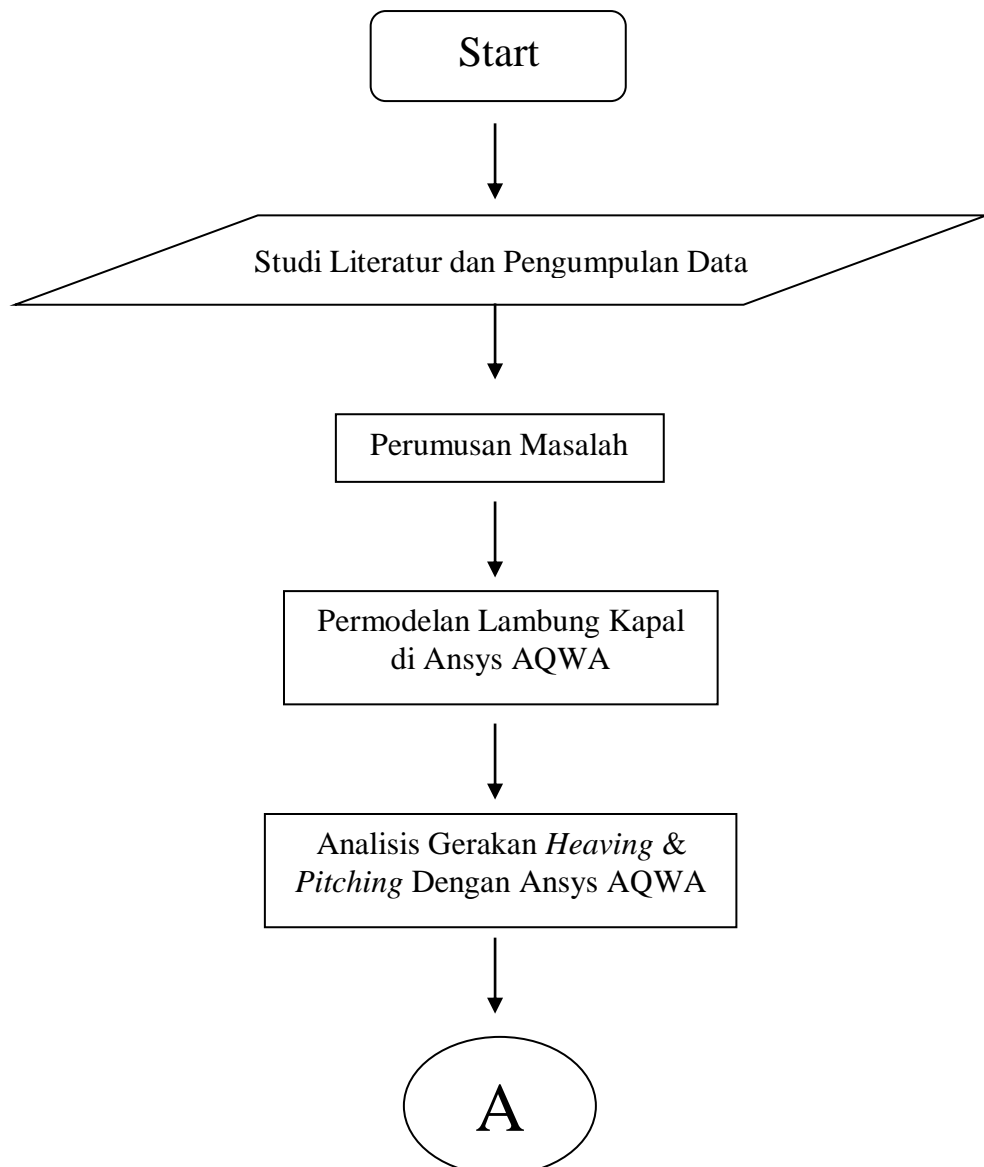 Start
Studi Literatur dan Pengumpulan Data
Perumusan Masalah
Permodelan Lambung Kapal
di Ansys AQWA
Analisis Gerakan Heaving &
Pitching Dengan Ansys AQWA
A